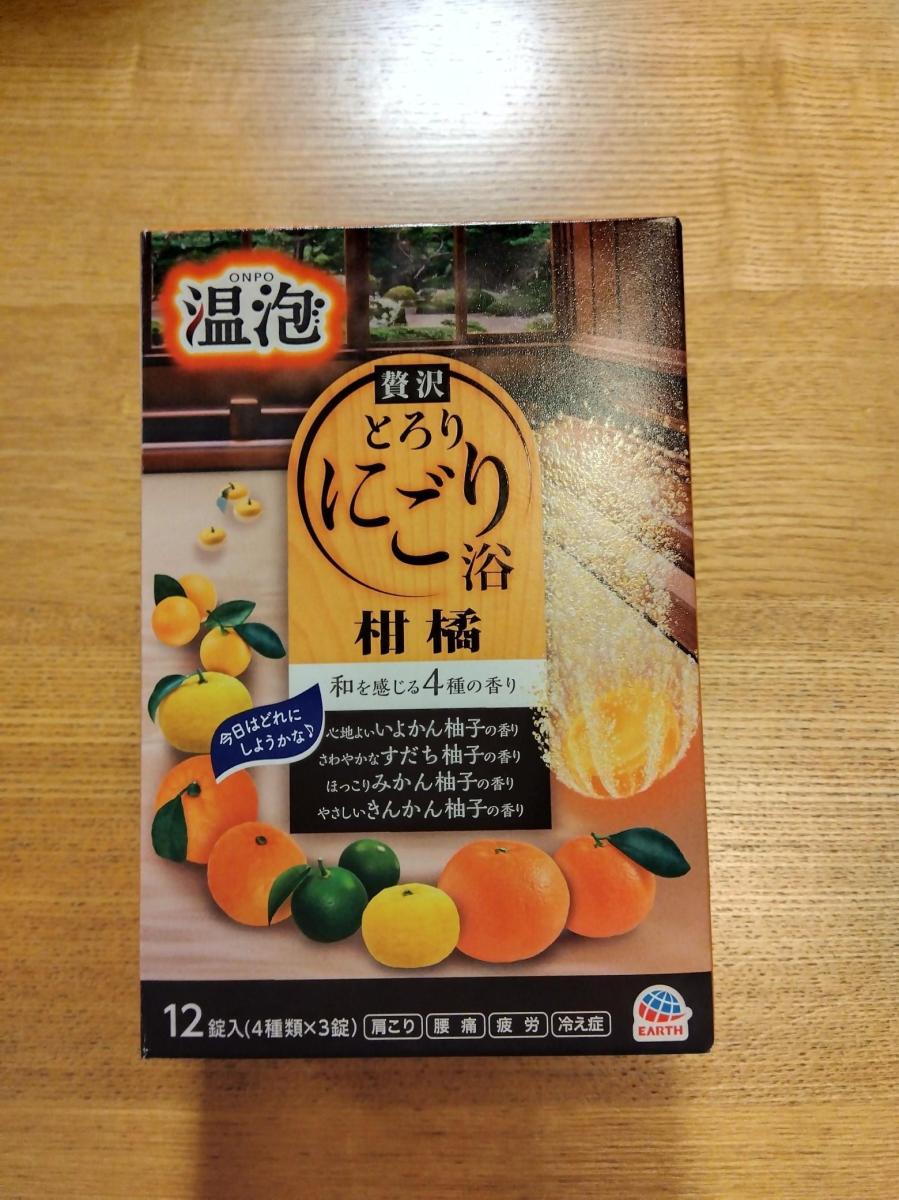 ONPO
温泡
贅沢
とろり
にごり
浴
柑橘
和を感じる4種の香り
今日はどれに
しようかな♪
心地よいいよかん柚子の香り
さわやかなすだち柚子の香り
ほっこりみかん柚子の香り
やさしいきんかん柚子の香り
12錠入(4種類×3錠) 肩こり 腰痛 疲労 冷え症
EARTH